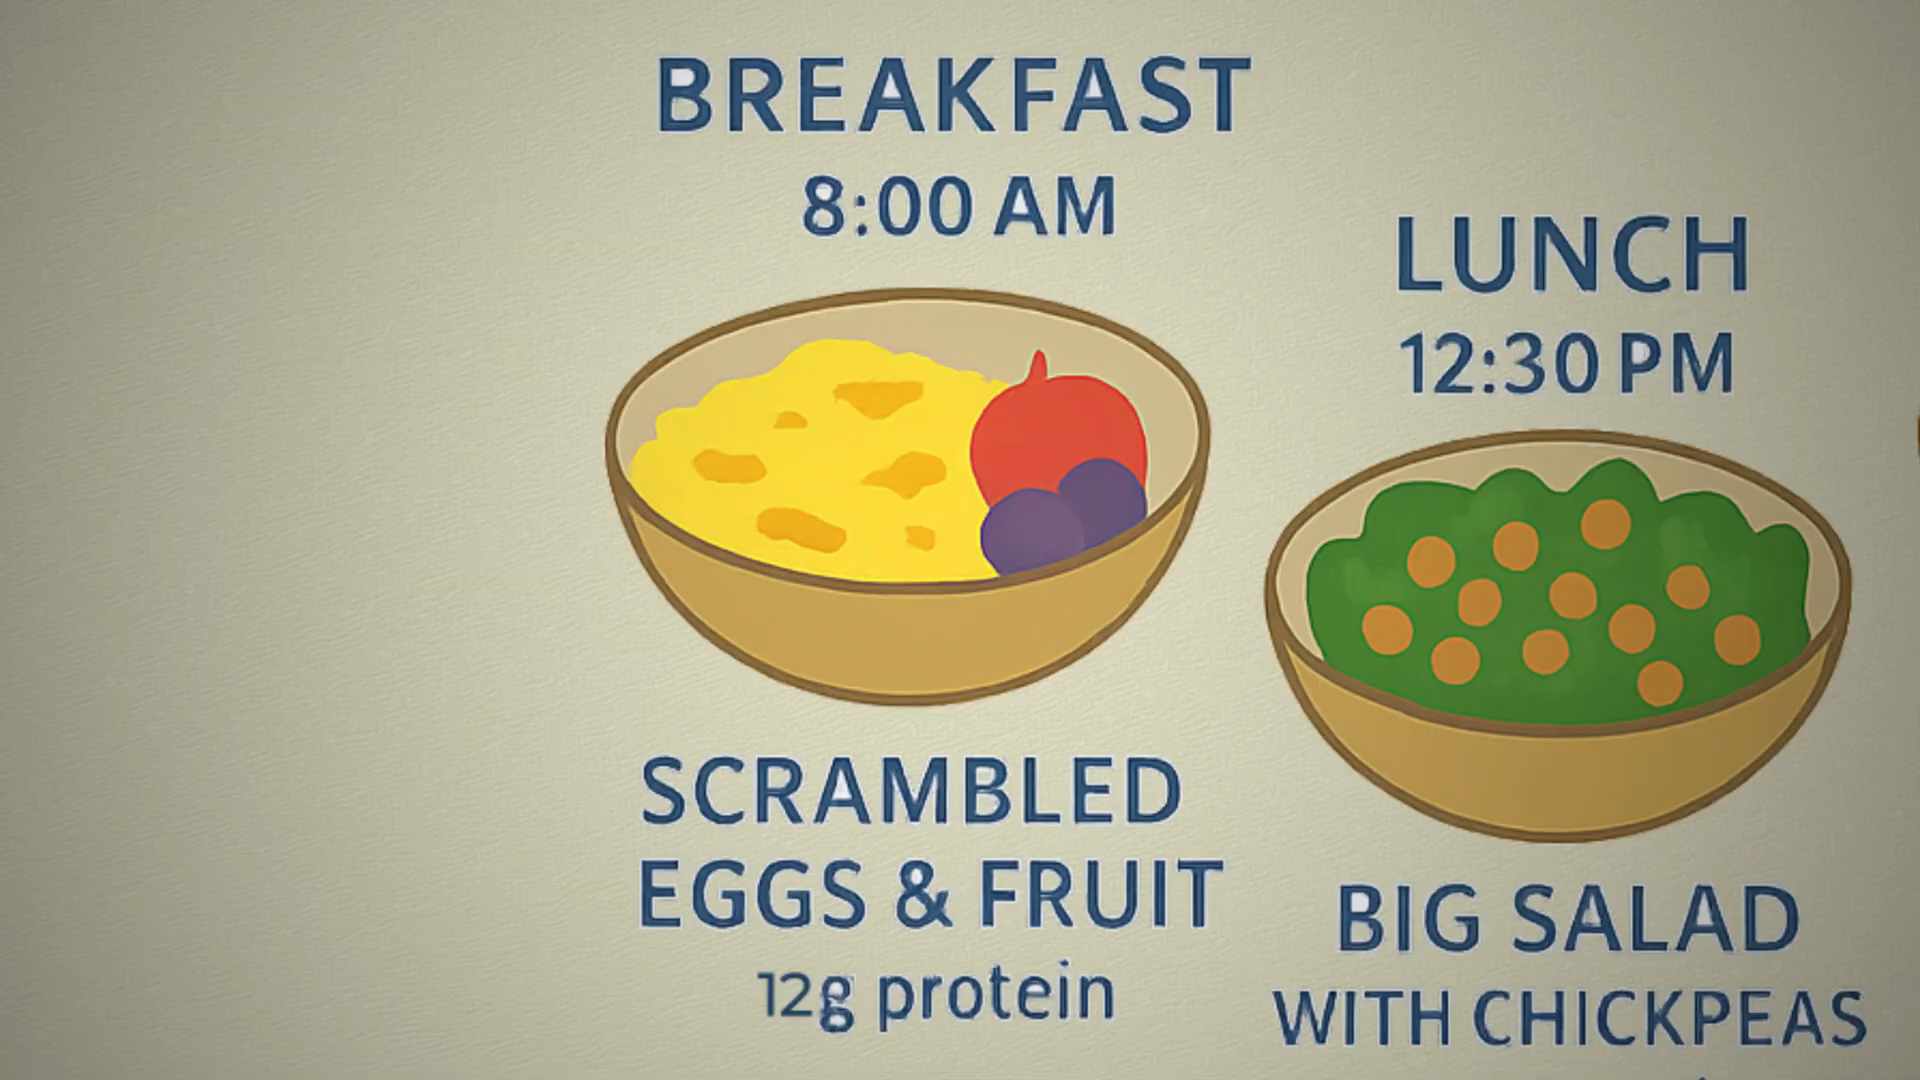 BREAKFAST
8:00 AM
SCRAMBLED
EGGS & FRUIT
12g protein
LUNCH
12:30 PM
BIG SALAD
WITH CHICKPEAS